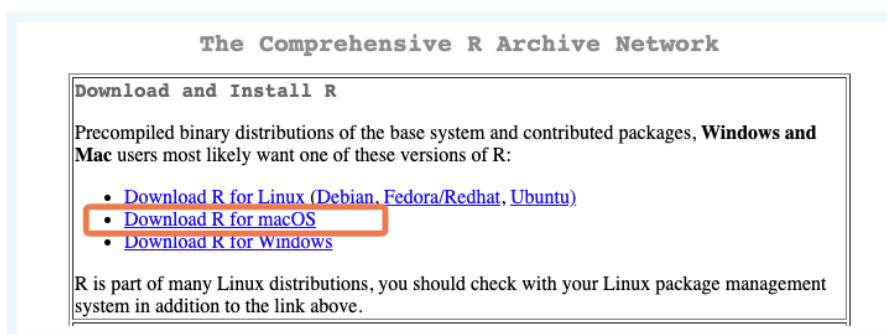 The Comprehensive R Archive Network
Download and Install R
Precompiled binary distributions of the base system and contributed packages, Windows and
Mac users most likely want one of these versions of R:
• Download R for Linux (Debian, Fedora/Redhat, Ubuntu)
• Download R for macOS
• Download R for Windows
R is part of many Linux distributions, you should check with your Linux package management
system in addition to the link above.